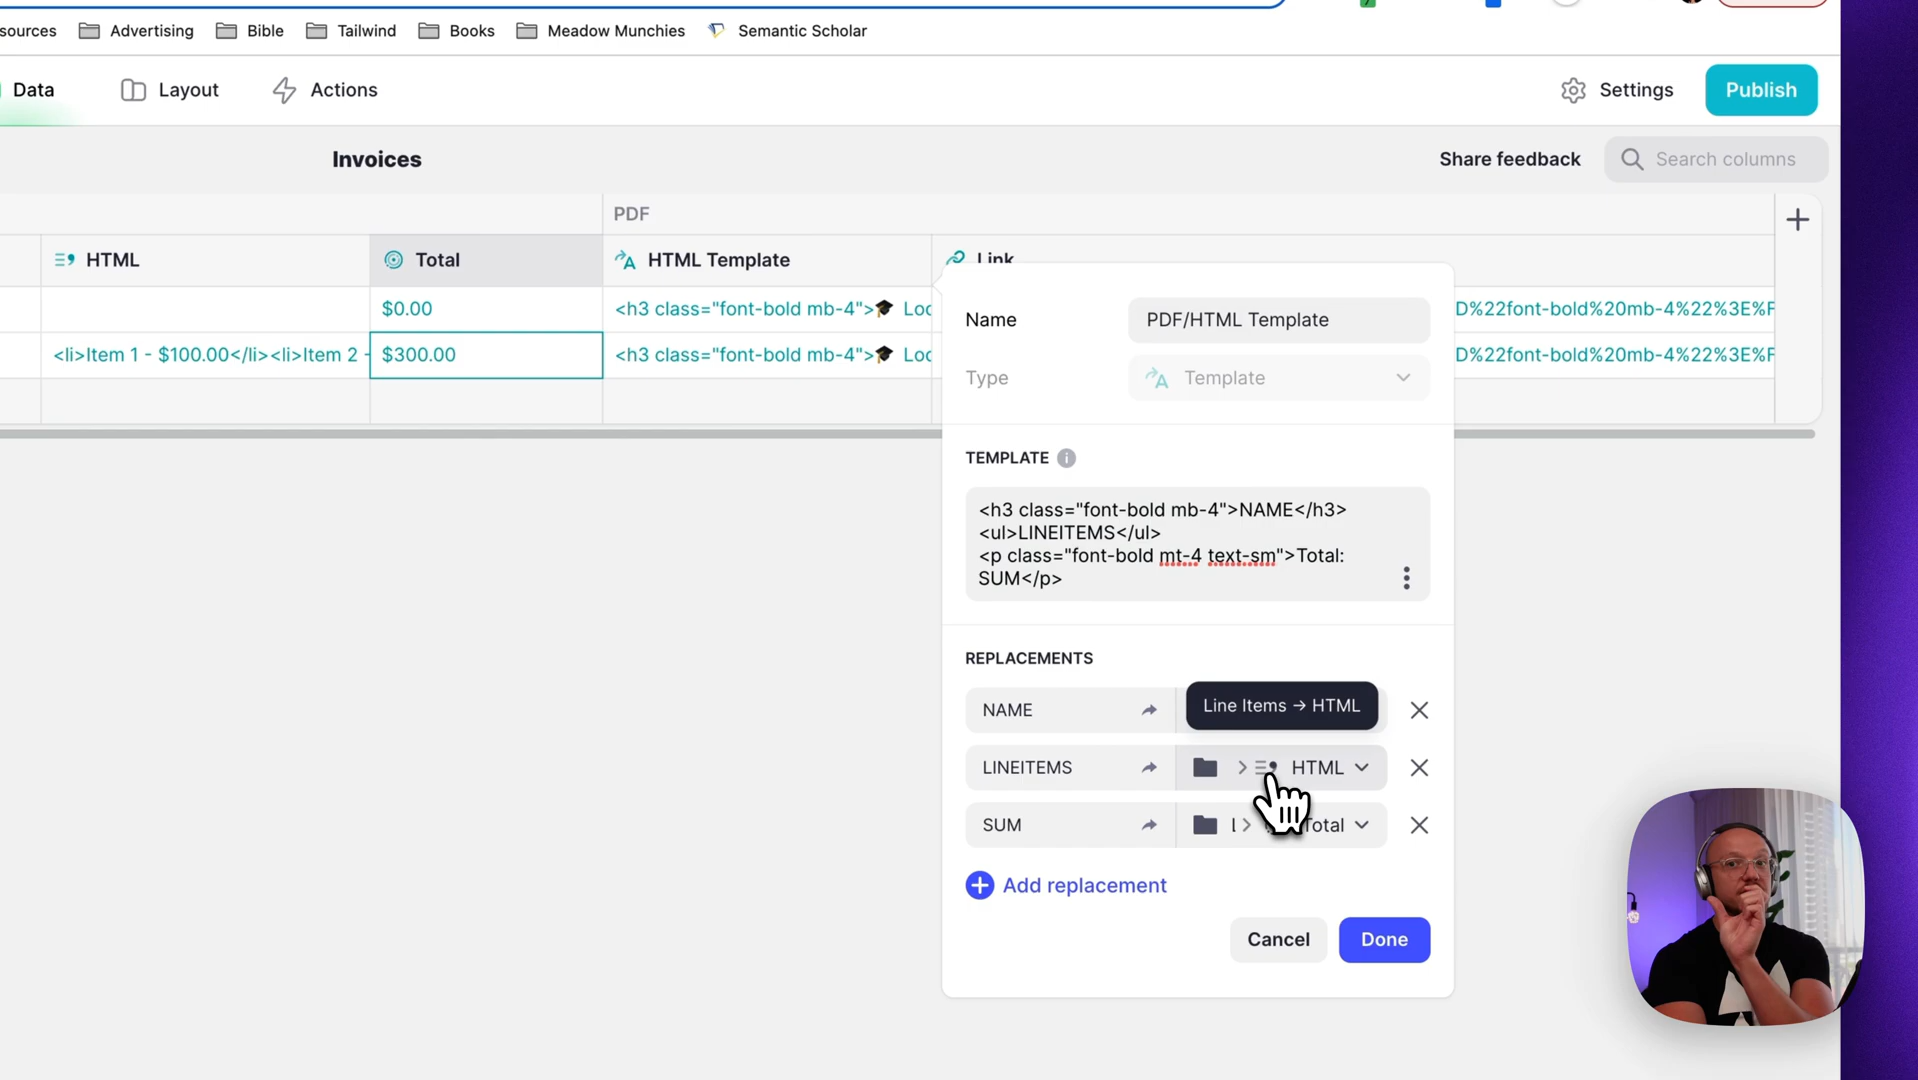 sources Advertising Bible Tailwind Books Meadow Munchies Semantic Scholar
Data Layout Actions Settings Publish
Invoices Share feedback Search columns
PDF
HTML Total HTML Template Link
$0.00 <h3 class="font-bold mb-4">🎓 Loc D%22font-bold%20mb-4%22%3E%F
<li>Item 1 - $100.00</li><li>Item 2 - $300.00 <h3 class="font-bold mb-4">🎓 Loc D%22font-bold%20mb-4%22%3E%F
Name PDF/HTML Template
Type Template
TEMPLATE
<h3 class="font-bold mb-4">NAME</h3>
<ul>LINEITEMS</ul>
<p class="font-bold mt-4 text-sm">Total:
SUM</p>
REPLACEMENTS
NAME Line Items → HTML
LINEITEMS HTML
SUM Total
Add replacement
Cancel Done